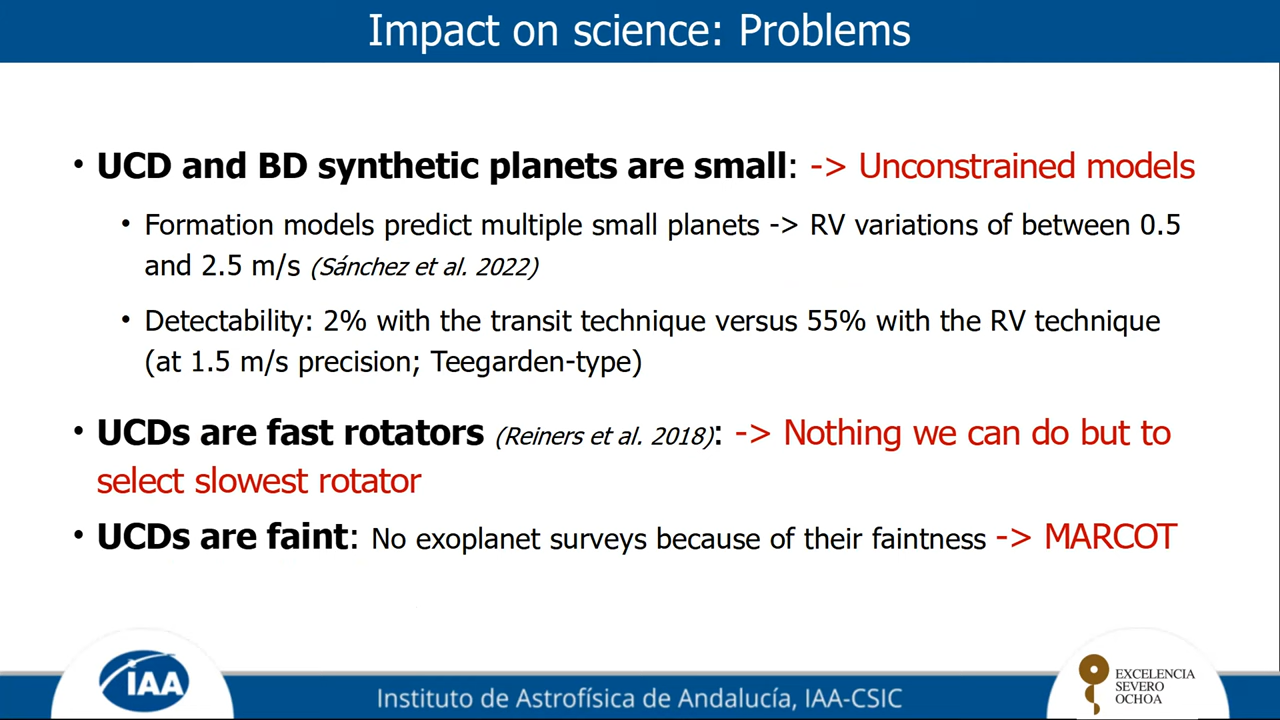 Impact on science: Problems
• UCD and BD synthetic planets are small: -> Unconstrained models
• Formation models predict multiple small planets -> RV variations of between 0.5
and 2.5 m/s (Sánchez et al. 2022)
• Detectability: 2% with the transit technique versus 55% with the RV technique
(at 1.5 m/s precision; Teegarden-type)
• UCDs are fast rotators (Reiners et al. 2018): -> Nothing we can do but to
select slowest rotator
• UCDs are faint: No exoplanet surveys because of their faintness -> MARCOT
IAA
Instituto de Astrofísica de Andalucía, IAA-CSIC
EXCELENCIA
SEVERO
OCHOA